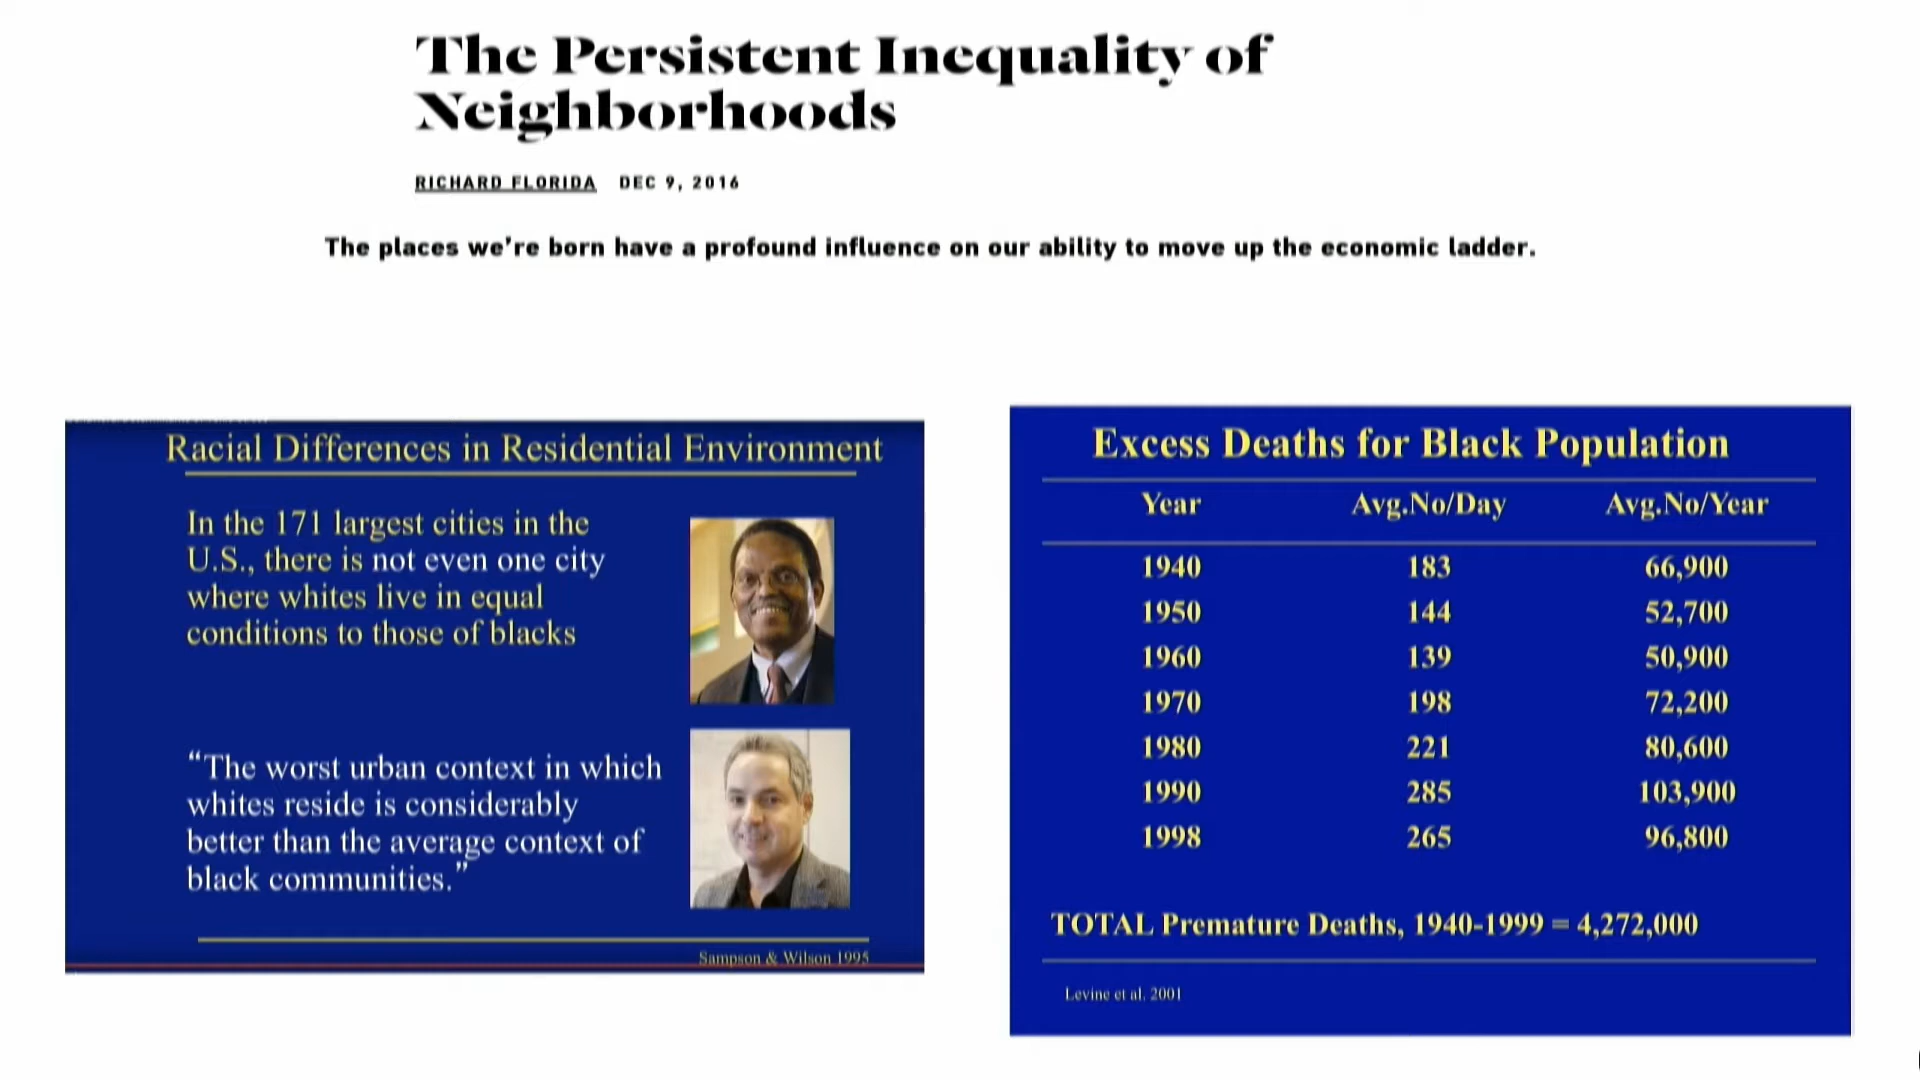 The Persistent Inequality of
Neighborhoods
RICHARD FLORIDA DEC 9, 2016
The places we're born have a profound influence on our ability to move up the economic ladder.
Racial Differences in Residential Environment
In the 171 largest cities in the
U.S., there is not even one city
where whites live in equal
conditions to those of blacks
“The worst urban context in which
whites reside is considerably
better than the average context of
black communities.”
Sampson & Wilson 1995
Excess Deaths for Black Population
Year Avg.No/Day Avg.No/Year
1940 183 66,900
1950 144 52,700
1960 139 50,900
1970 198 72,200
1980 221 80,600
1990 285 103,900
1998 265 96,800
TOTAL Premature Deaths, 1940-1999 = 4,272,000
Levine et al. 2001